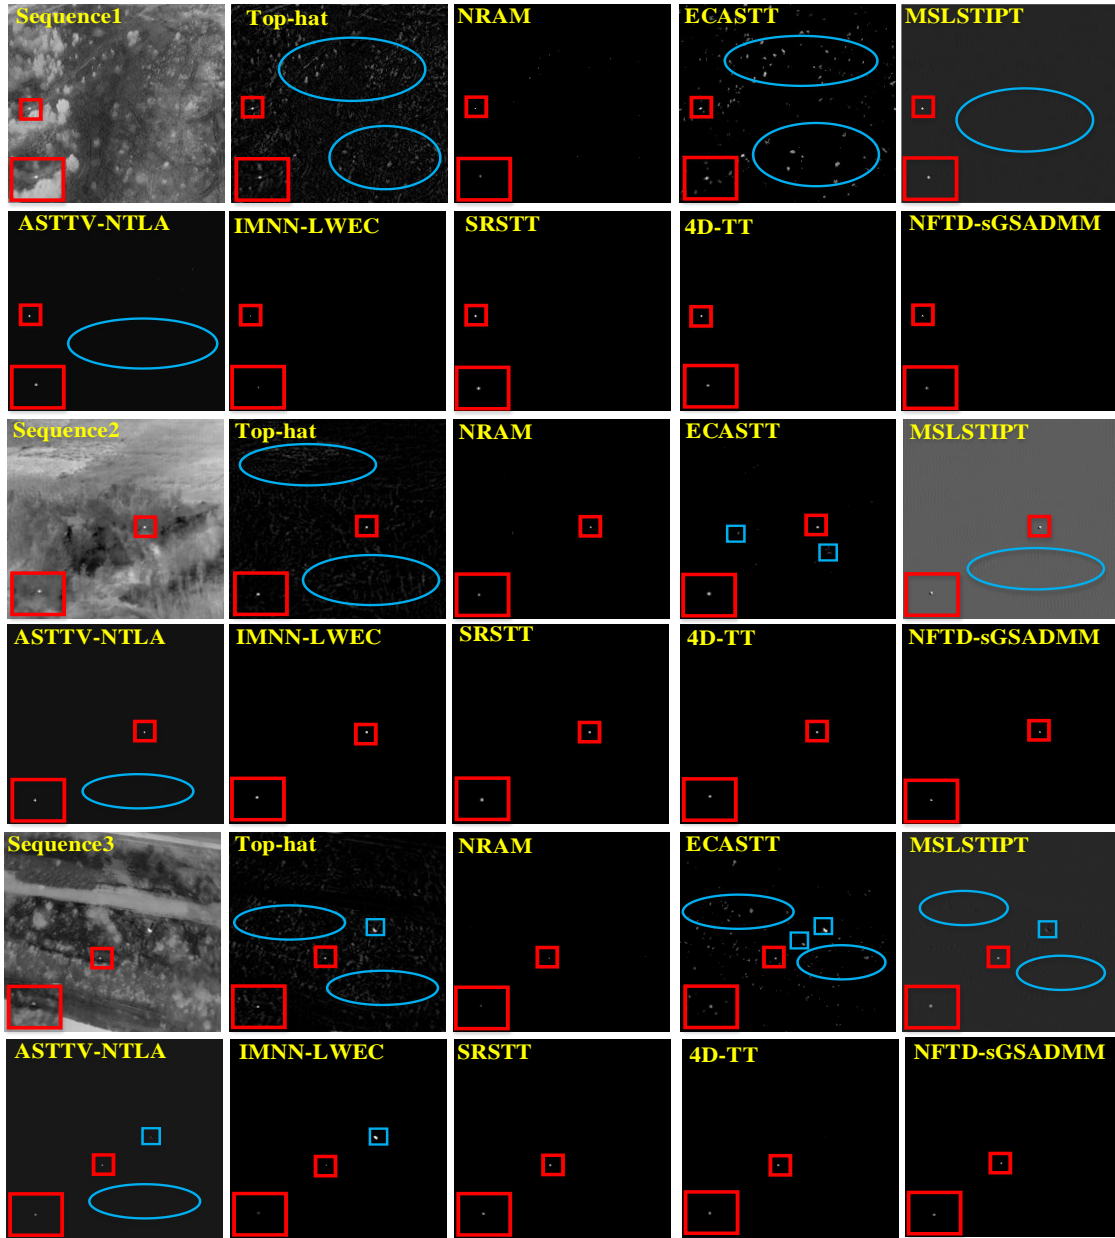 Sequence1
Top-hat
NRAM
ECASTT
MSLSTIPT
ASTTV-NTLA
IMNN-LWEC
SRSTT
4D-TT
NFTD-sGSADMM
Sequence2
Top-hat
NRAM
ECASTT
MSLSTIPT
ASTTV-NTLA
IMNN-LWEC
SRSTT
4D-TT
NFTD-sGSADMM
Sequence3
Top-hat
NRAM
ECASTT
MSLSTIPT
ASTTV-NTLA
IMNN-LWEC
SRSTT
4D-TT
NFTD-sGSADMM